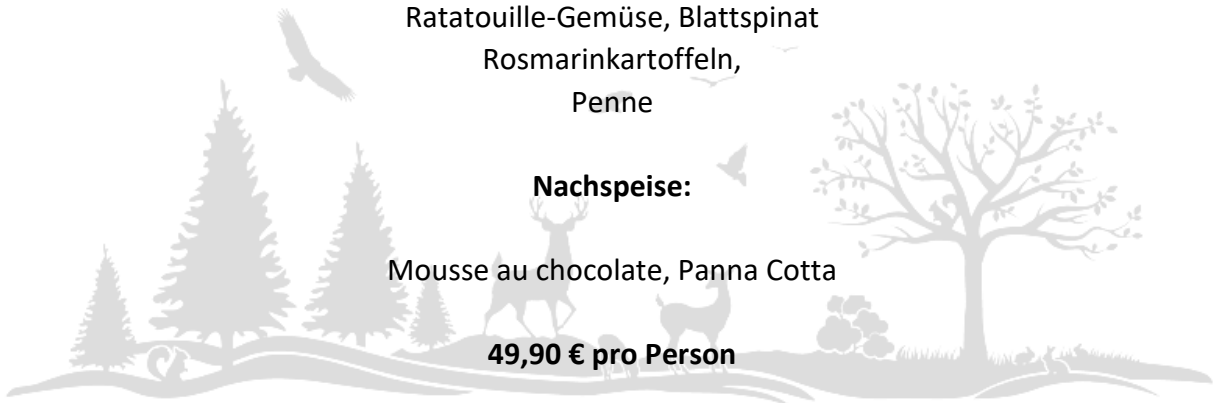 Ratatouille-Gemüse, Blattspinat
Rosmarinkartoffeln,
Penne
Nachspeise:
Mousse au chocolate, Panna Cotta
49,90 € pro Person